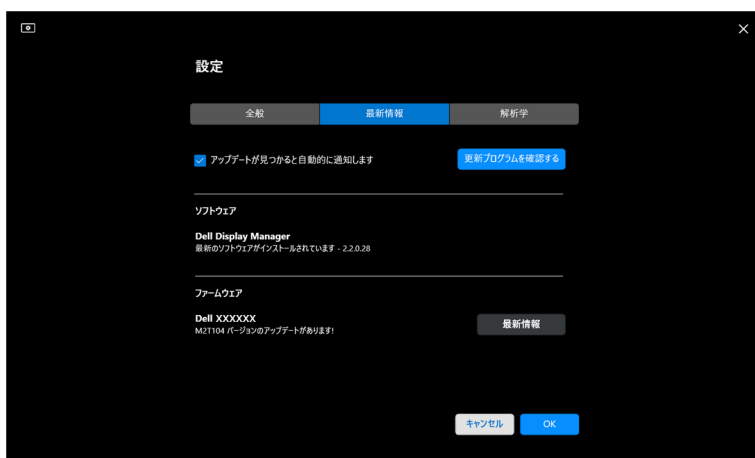 設定
全般 最新情報 解析学
アップデートが見つかると自動的に通知します 更新プログラムを確認する
ソフトウェア
Dell Display Manager
最新のソフトウェアがインストールされています - 2.2.0.28
ファームウェア
Dell XXXXXX
M2T104 バージョンのアップデートがあります!
最新情報
キャンセル OK